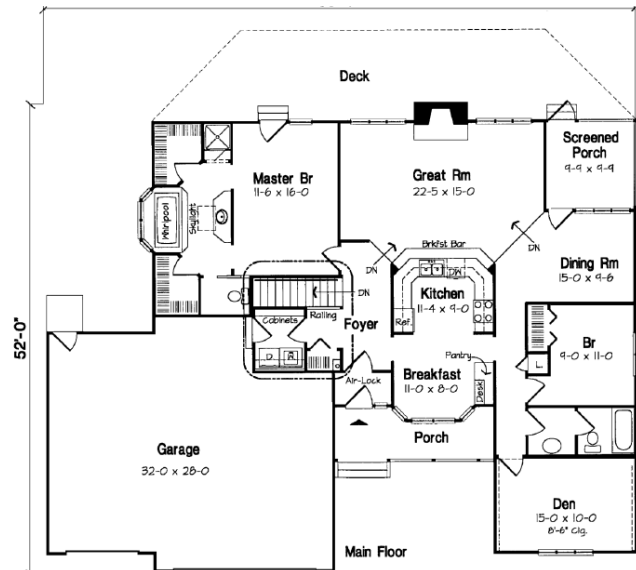 Deck
Screened
Porch
9-9 x 9-9
Master Br
11-6 x 16-0
Great Rm
22-5 x 15-0
Whirlpool
Skylight
DN
Brkfst Bar
DN
Dining Rm
15-0 x 9-6
DW
Kitchen
11-4 x 9-0
DN
Railing
Cabinets
Foyer
Ref.
Br
9-0 x 11-0
52'-0"
Pantry
L
D
Breakfast
11-0 x 8-0
Air-Lock
Desk
Porch
Garage
32-0 x 28-0
Den
15-0 x 10-0
8'-8" Clg.
Main Floor